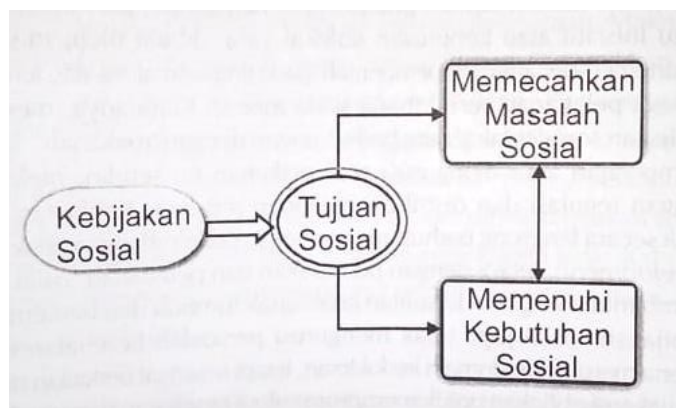 Kebijakan
Sosial
Tujuan
Sosial
Memecahkan
Masalah
Sosial
Memenuhi
Kebutuhan
Sosial